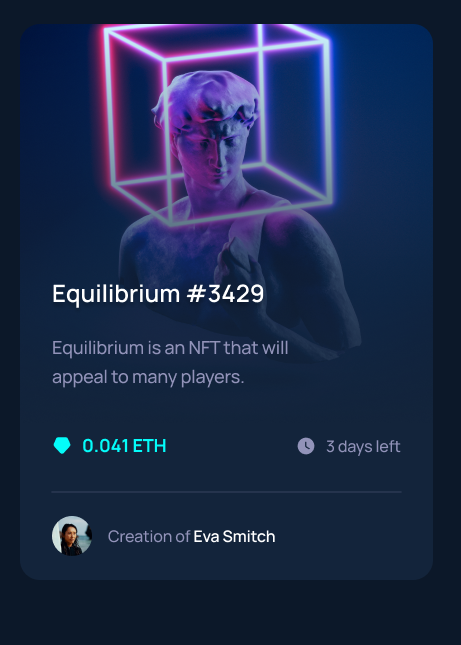 Equilibrium #3429
Equilibrium is an NFT that will
appeal to many players.
0.041 ETH
3 days left
Creation of Eva Smitch